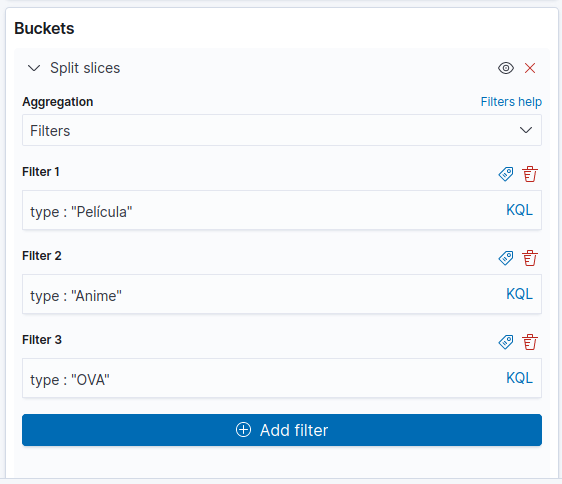 Buckets
Split slices
Aggregation Filters help
Filters
Filter 1
type : "Película" KQL
Filter 2
type : "Anime" KQL
Filter 3
type : "OVA" KQL
Add filter